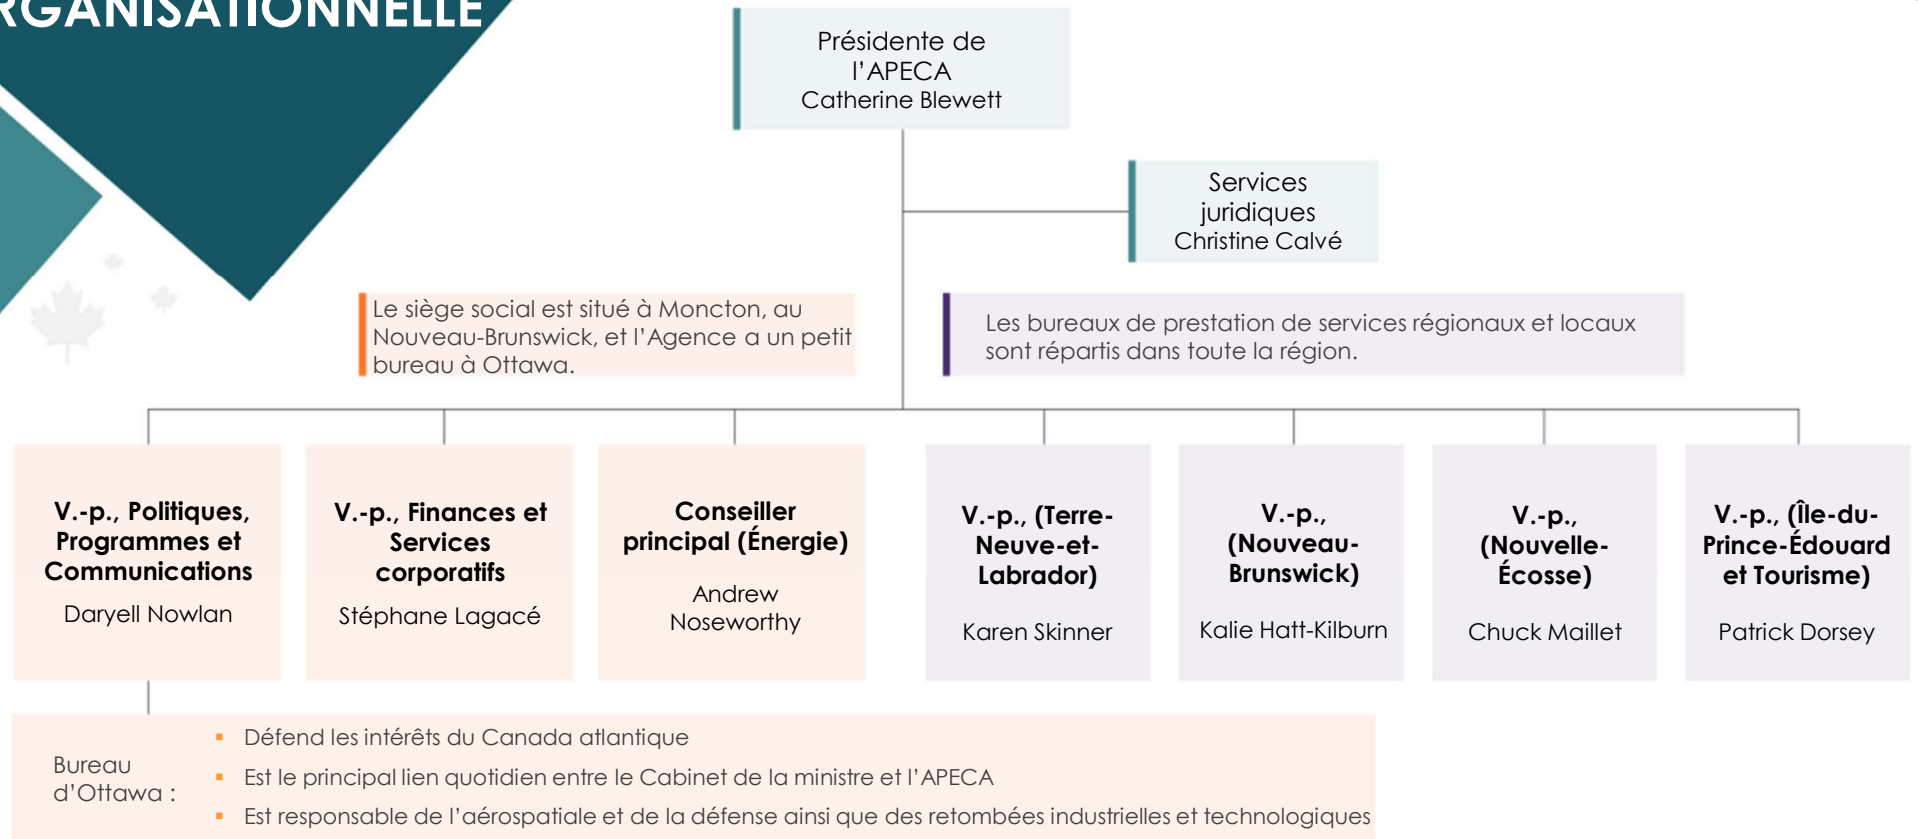 RGANISATIONNELLE
Présidente de
l’APECA
Catherine Blewett
Services
juridiques
Christine Calvé
Le siège social est situé à Moncton, au
Nouveau-Brunswick, et l’Agence a un petit
bureau à Ottawa.
Les bureaux de prestation de services régionaux et locaux
sont répartis dans toute la région.
V.-p., Politiques,
Programmes et
Communications
Daryell Nowlan
V.-p., Finances et
Services
corporatifs
Stéphane Lagacé
Conseiller
principal (Énergie)
Andrew
Noseworthy
V.-p., (Terre-
Neuve-et-
Labrador)
Karen Skinner
V.-p.,
(Nouveau-
Brunswick)
Kalie Hatt-Kilburn
V.-p.,
(Nouvelle-
Écosse)
Chuck Maillet
V.-p., (Île-du-
Prince-Édouard
et Tourisme)
Patrick Dorsey
Bureau
d’Ottawa :
▪ Défend les intérêts du Canada atlantique
▪ Est le principal lien quotidien entre le Cabinet de la ministre et l’APECA
▪ Est responsable de l’aérospatiale et de la défense ainsi que des retombées industrielles et technologiques